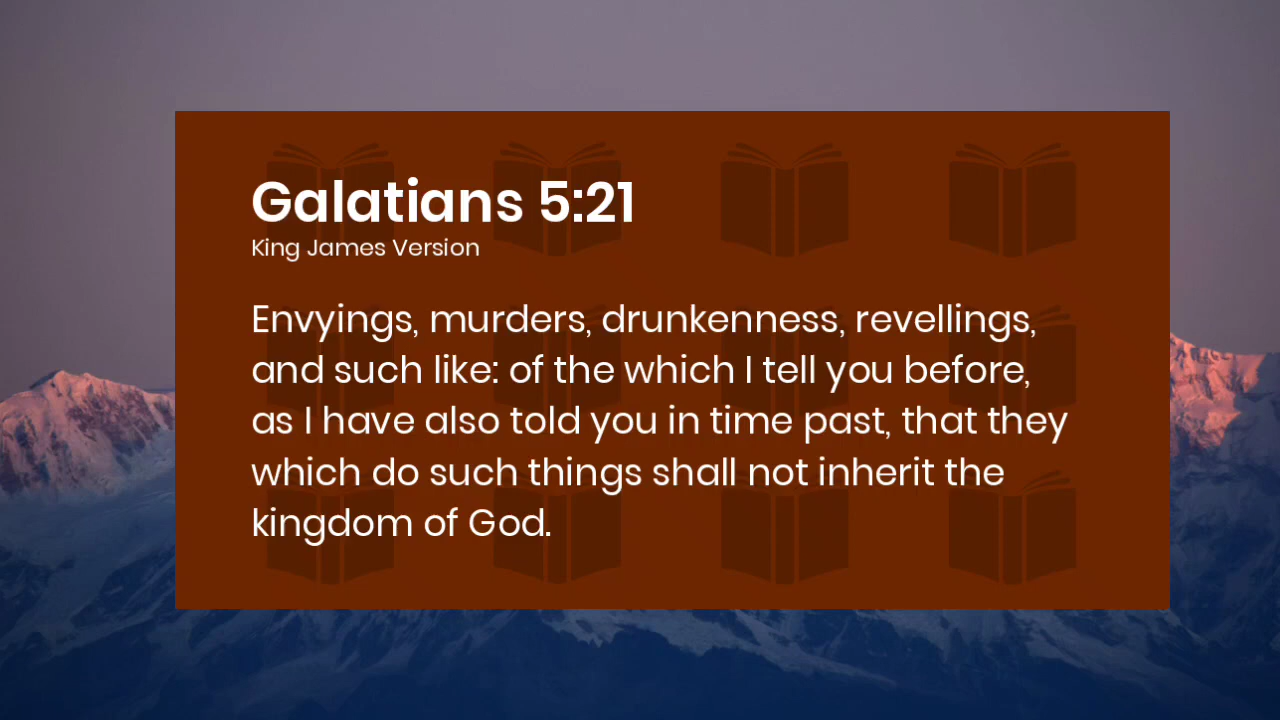 Galatians 5:21
King James Version
Envyings, murders, drunkenness, revellings,
and such like: of the which I tell you before,
as I have also told you in time past, that they
which do such things shall not inherit the
kingdom of God.